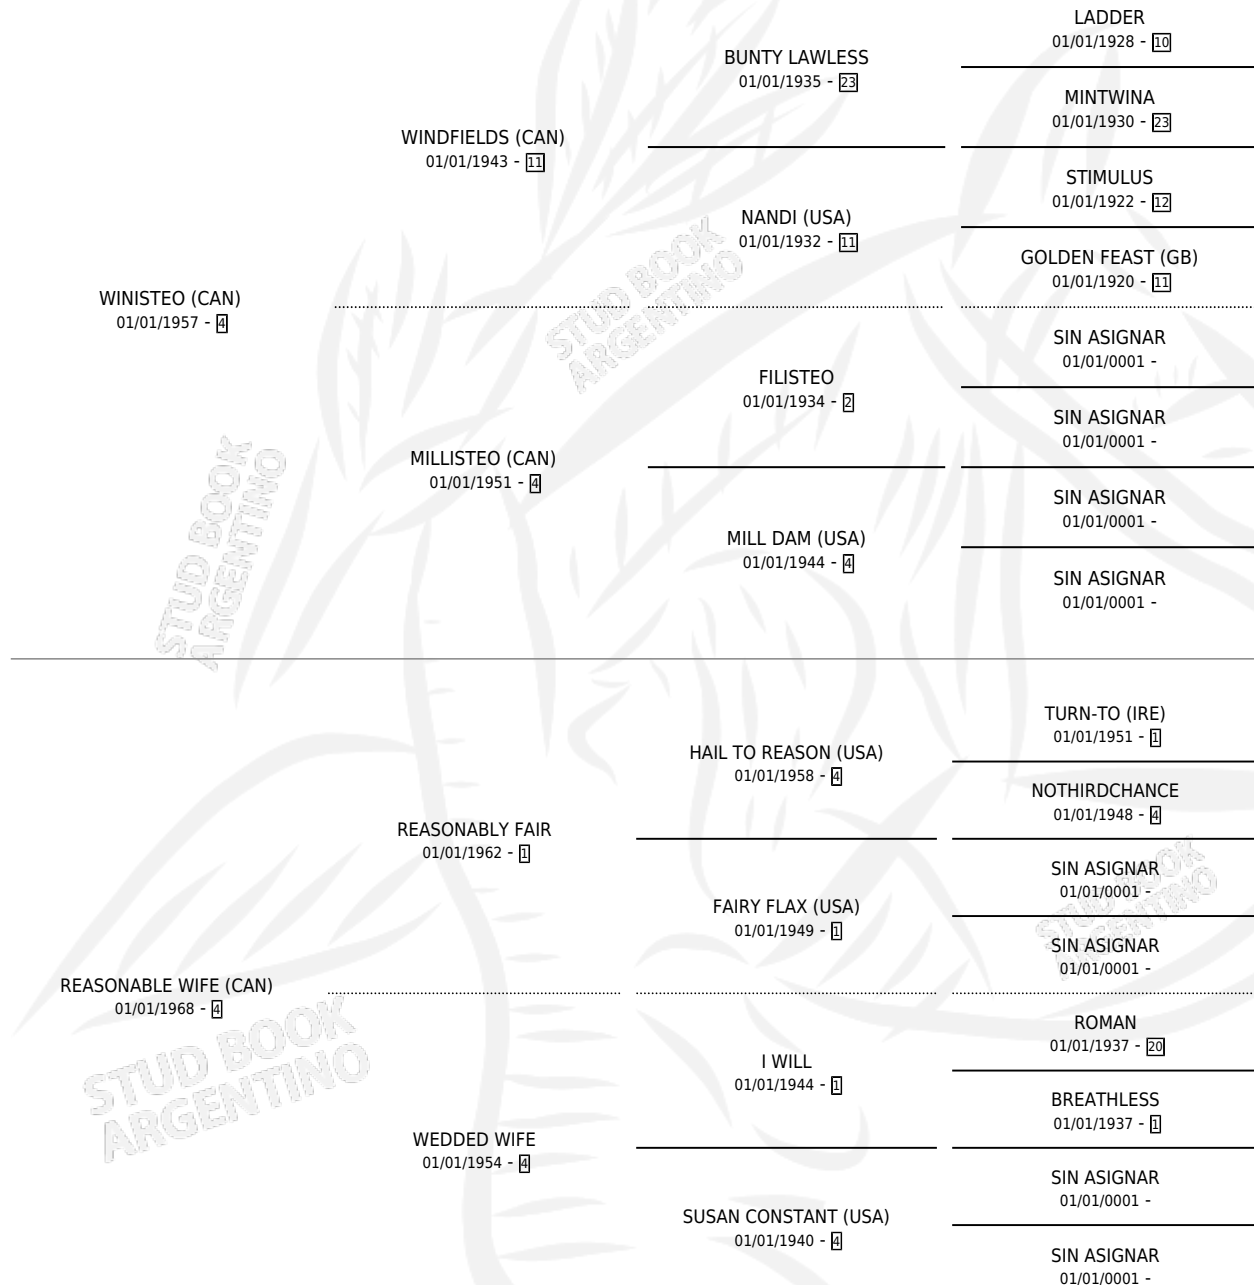 LADDER
01/01/1928 - 10
BUNTY LAWLESS
01/01/1935 - 23
MINTWINA
01/01/1930 - 23
WINDFIELDS (CAN)
01/01/1943 - 11
STIMULUS
01/01/1922 - 12
NANDI (USA)
01/01/1932 - 11
GOLDEN FEAST (GB)
01/01/1920 - 11
WINISTEO (CAN)
01/01/1957 - 4
STUD BOOK
ARGENTINO
SIN ASIGNAR
01/01/0001 -
FILISTEO
01/01/1934 - 2
SIN ASIGNAR
01/01/0001 -
MILLISTEO (CAN)
01/01/1951 - 4
SIN ASIGNAR
01/01/0001 -
MILL DAM (USA)
01/01/1944 - 4
SIN ASIGNAR
01/01/0001 -
STUD BOOK
ARGENTINO
TURN-TO (IRE)
01/01/1951 - 1
HAIL TO REASON (USA)
01/01/1958 - 4
NOTHIRDCHANCE
01/01/1948 - 4
REASONABLY FAIR
01/01/1962 - 1
SIN ASIGNAR
01/01/0001 -
FAIRY FLAX (USA)
01/01/1949 - 1
STUD BOOK
ARGENTINO
SIN ASIGNAR
01/01/0001 -
REASONABLE WIFE (CAN)
01/01/1968 - 4
ROMAN
01/01/1937 - 20
I WILL
01/01/1944 - 1
STUD BOOK
ARGENTINO
BREATHLESS
01/01/1937 - 1
WEDDED WIFE
01/01/1954 - 4
SIN ASIGNAR
01/01/0001 -
SUSAN CONSTANT (USA)
01/01/1940 - 4
SIN ASIGNAR
01/01/0001 -